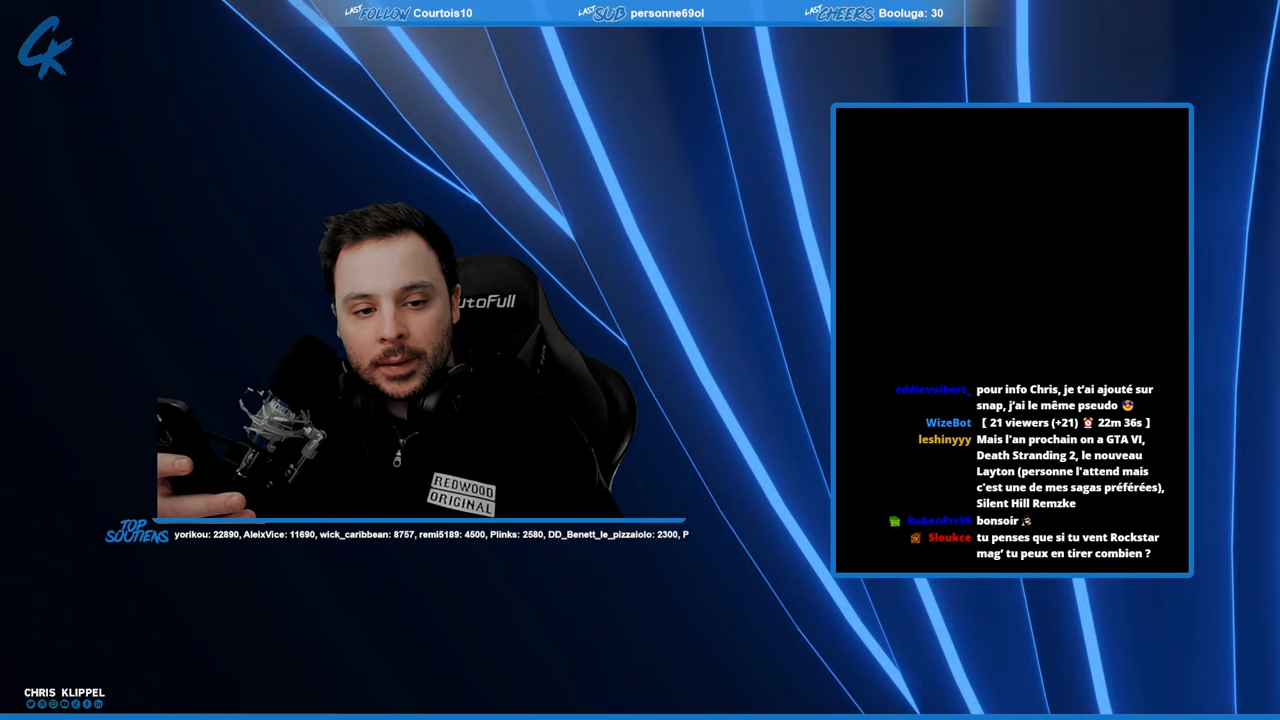 LAST FOLLOW Courtois10
LAST SUB personne69ol
LAST CHEERS Booluga: 30
CK
utoFull
REDWOOD
ORIGINAL
eddievuibert_ pour info Chris, je t'ai ajouté sur
snap, j'ai le même pseudo
WizeBot 【 21 viewers (+21) ⏰ 22m 36s 】
leshinyyy Mais l'an prochain on a GTA VI,
Death Stranding 2, le nouveau
Layton (personne l'attend mais
c'est une de mes sagas préférées),
Silent Hill Remzke
RubenPrr99 bonsoir
Sloukce tu penses que si tu vent Rockstar
mag' tu peux en tirer combien ?
TOP SOUTIENS yorikou: 22890, AleixVice: 11690, wick_caribbean: 8757, remi5189: 4500, Plinks: 2580, DD_Benett_le_pizzaiolo: 2300, P
CHRIS KLIPPEL